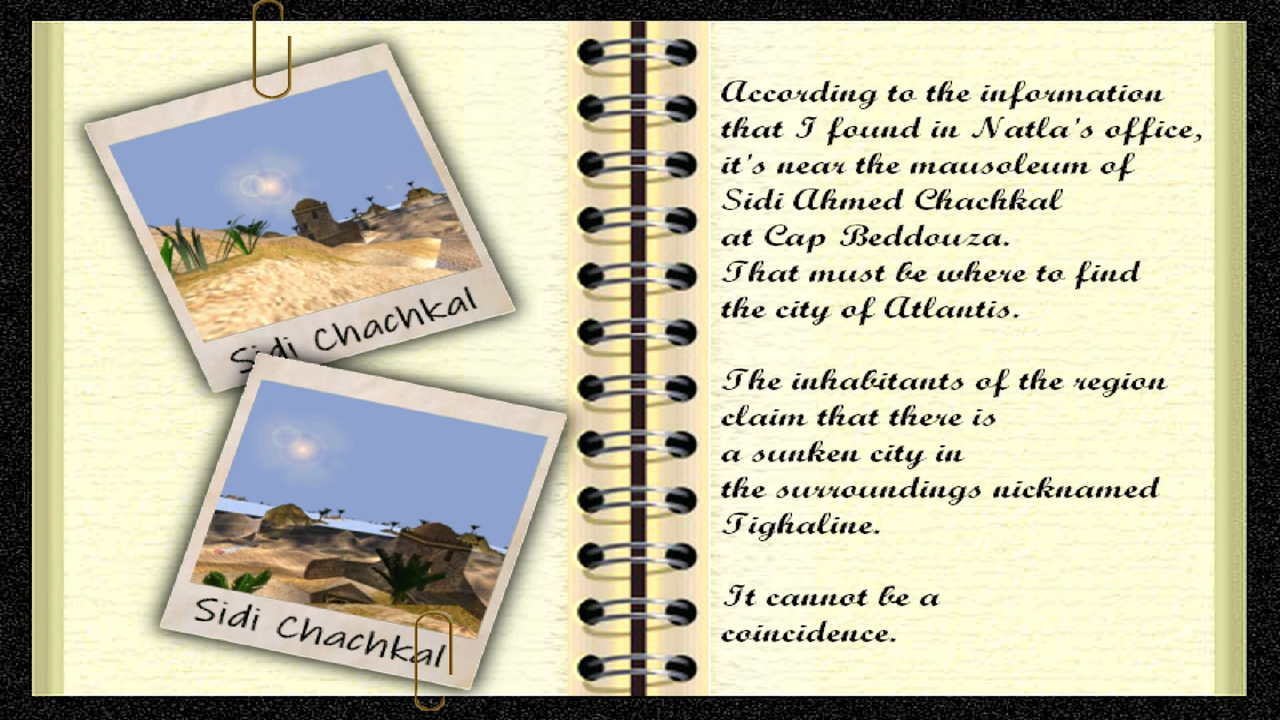 Sidi Chachkal
Sidi Chachkal
According to the information
that I found in Natla's office,
it's near the mausoleum of
Sidi Ahmed Chachkal
at Cap Beddouza.
That must be where to find
the city of Atlantis.
The inhabitants of the region
claim that there is
a sunken city in
the surroundings nicknamed
Tighaline.
It cannot be a
coincidence.